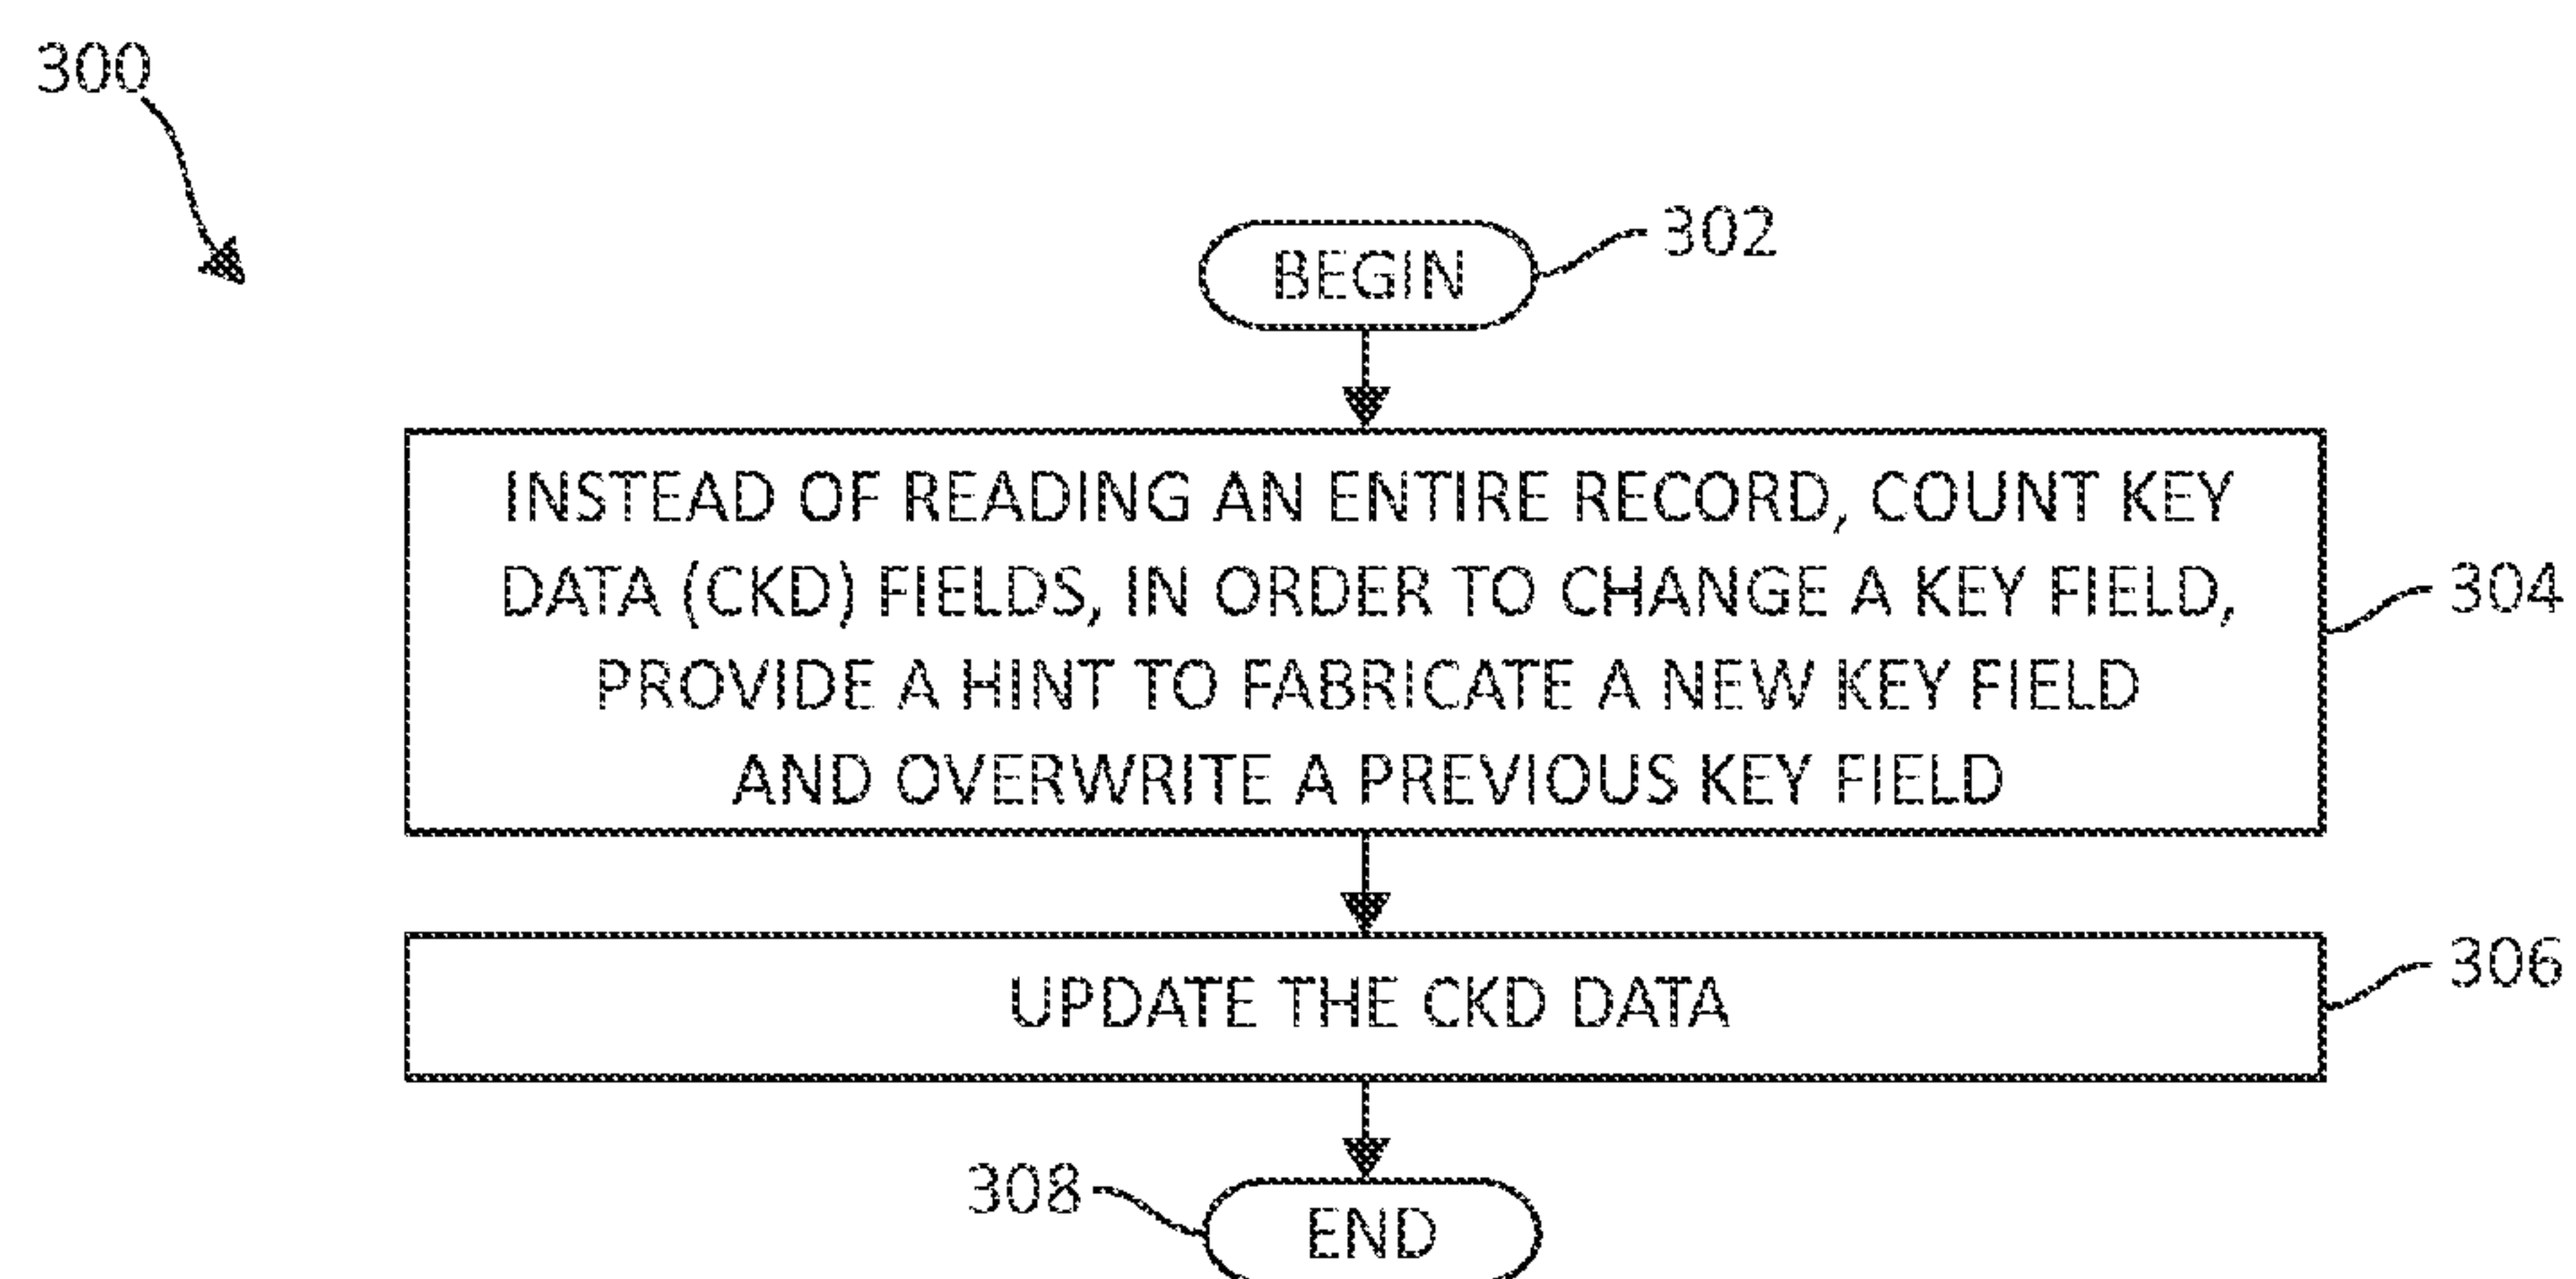 300
BEGIN
302
INSTEAD OF READING AN ENTIRE RECORD, COUNT KEY
DATA (CKD) FIELDS, IN ORDER TO CHANGE A KEY FIELD,
PROVIDE A HINT TO FABRICATE A NEW KEY FIELD
AND OVERWRITE A PREVIOUS KEY FIELD
304
UPDATE THE CKD DATA
306
308
END